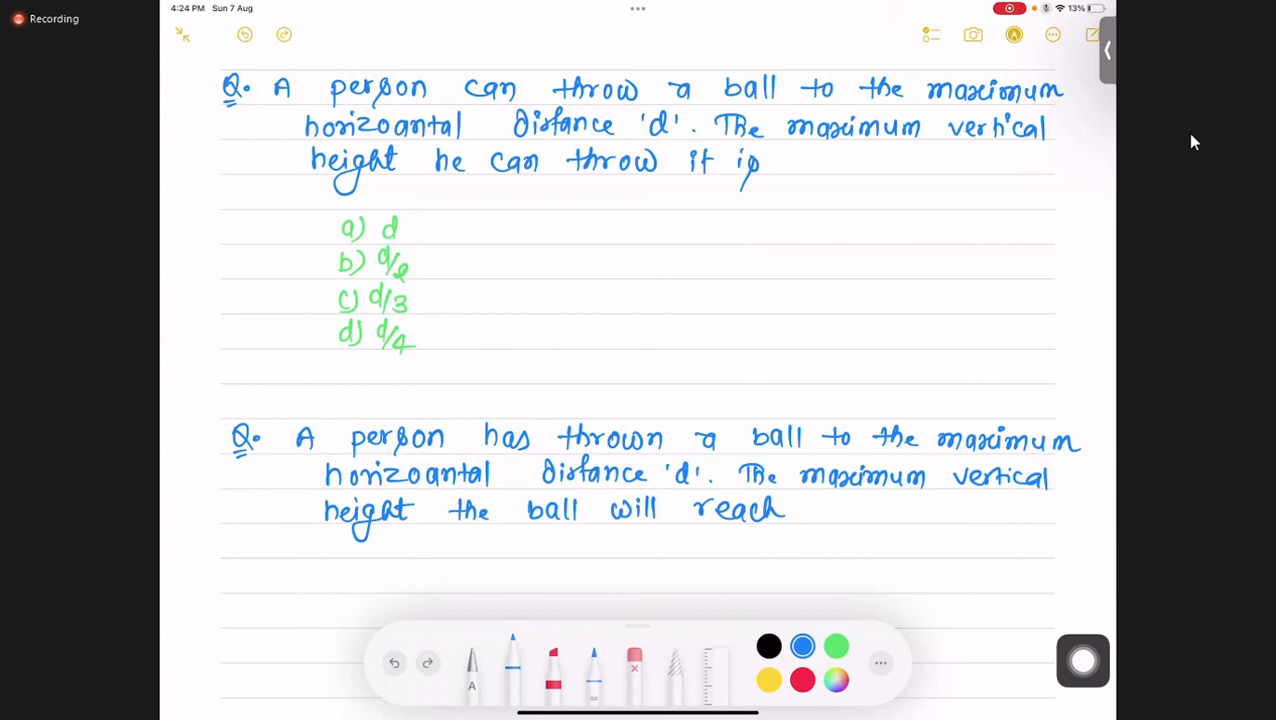 Recording
4:24 PM Sun 7 Aug
13%
Q. A person can throw a ball to the maximum
horizoantal distance 'd'. The maximum vertical
height he can throw it is
a) d
b) d/2
c) d/3
d) d/4
Q. A person has thrown a ball to the maximum
horizoantal distance 'd'. The maximum vertical
height the ball will reach
A
50